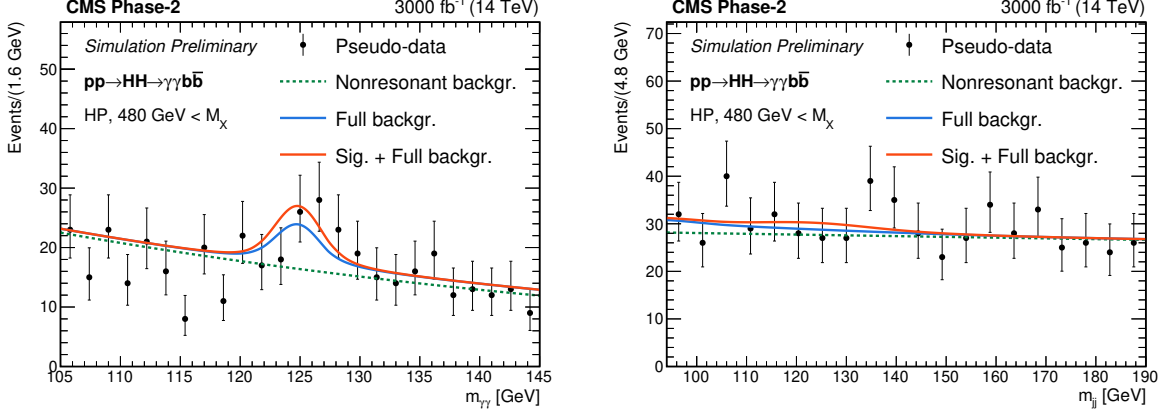 CMS Phase-2 3000 fb⁻¹ (14 TeV)
Events/(1.6 GeV)
Simulation Preliminary
pp→HH→γγbb̅
HP, 480 GeV < M_X
Pseudo-data
Nonresonant backgr.
Full backgr.
Sig. + Full backgr.
50
40
30
20
10
0
105 110 115 120 125 130 135 140 145
m_γγ [GeV]
CMS Phase-2 3000 fb⁻¹ (14 TeV)
Events/(4.8 GeV)
Simulation Preliminary
pp→HH→γγbb̅
HP, 480 GeV < M_X
Pseudo-data
Nonresonant backgr.
Full backgr.
Sig. + Full backgr.
70
60
50
40
30
20
10
0
100 110 120 130 140 150 160 170 180 190
m_jj [GeV]